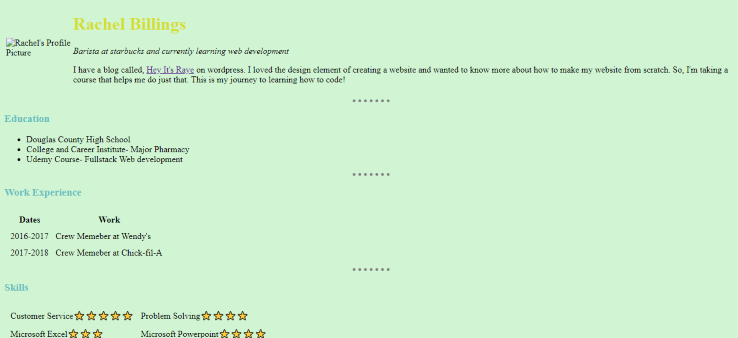 Rachel Billings
Rachel's Profile
Picture
Barista at starbucks and currently learning web development
I have a blog called, Hey It's Raye on wordpress. I loved the design element of creating a website and wanted to know more about how to make my website from scratch. So, I'm taking a
course that helps me do just that. This is my journey to learning how to code!
Education
Douglas County High School
College and Career Institute- Major Pharmacy
Udemy Course- Fullstack Web development
Work Experience
Dates Work
2016-2017 Crew Memeber at Wendy's
2017-2018 Crew Memeber at Chick-fil-A
Skills
Customer Service Problem Solving
Microsoft Excel Microsoft Powerpoint